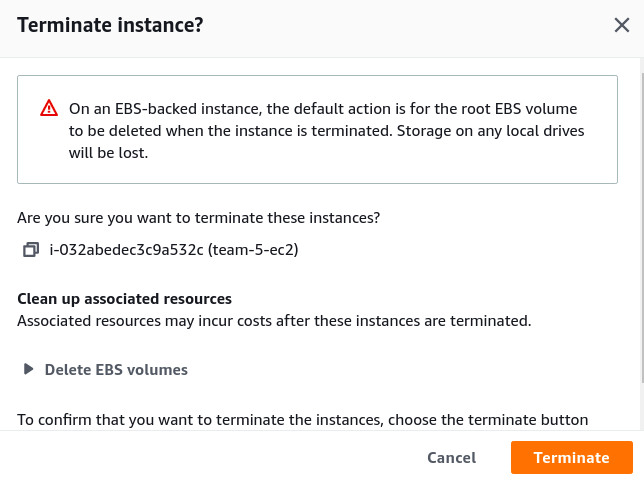 Terminate instance?
On an EBS-backed instance, the default action is for the root EBS volume
to be deleted when the instance is terminated. Storage on any local drives
will be lost.
Are you sure you want to terminate these instances?
i-032abedec3c9a532c (team-5-ec2)
Clean up associated resources
Associated resources may incur costs after these instances are terminated.
Delete EBS volumes
To confirm that you want to terminate the instances, choose the terminate button
Cancel
Terminate